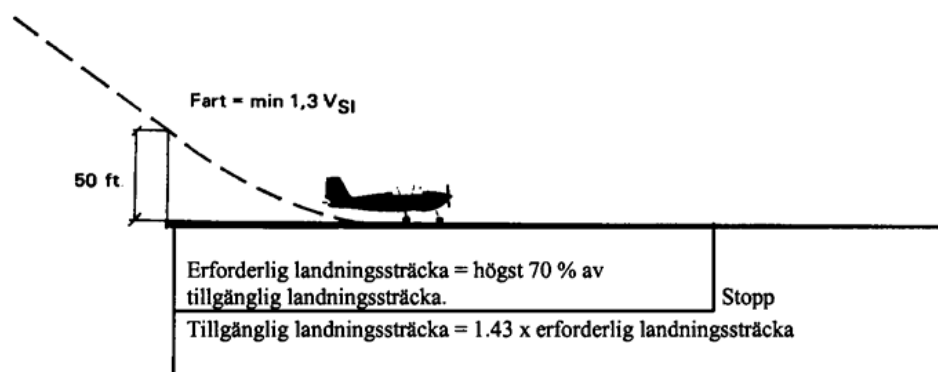 Fart = min 1,3 VSI
50 ft.
Erforderlig landningssträcka = högst 70 % av
tillgänglig landningssträcka.
Stopp
Tillgänglig landningssträcka = 1.43 x erforderlig landningssträcka